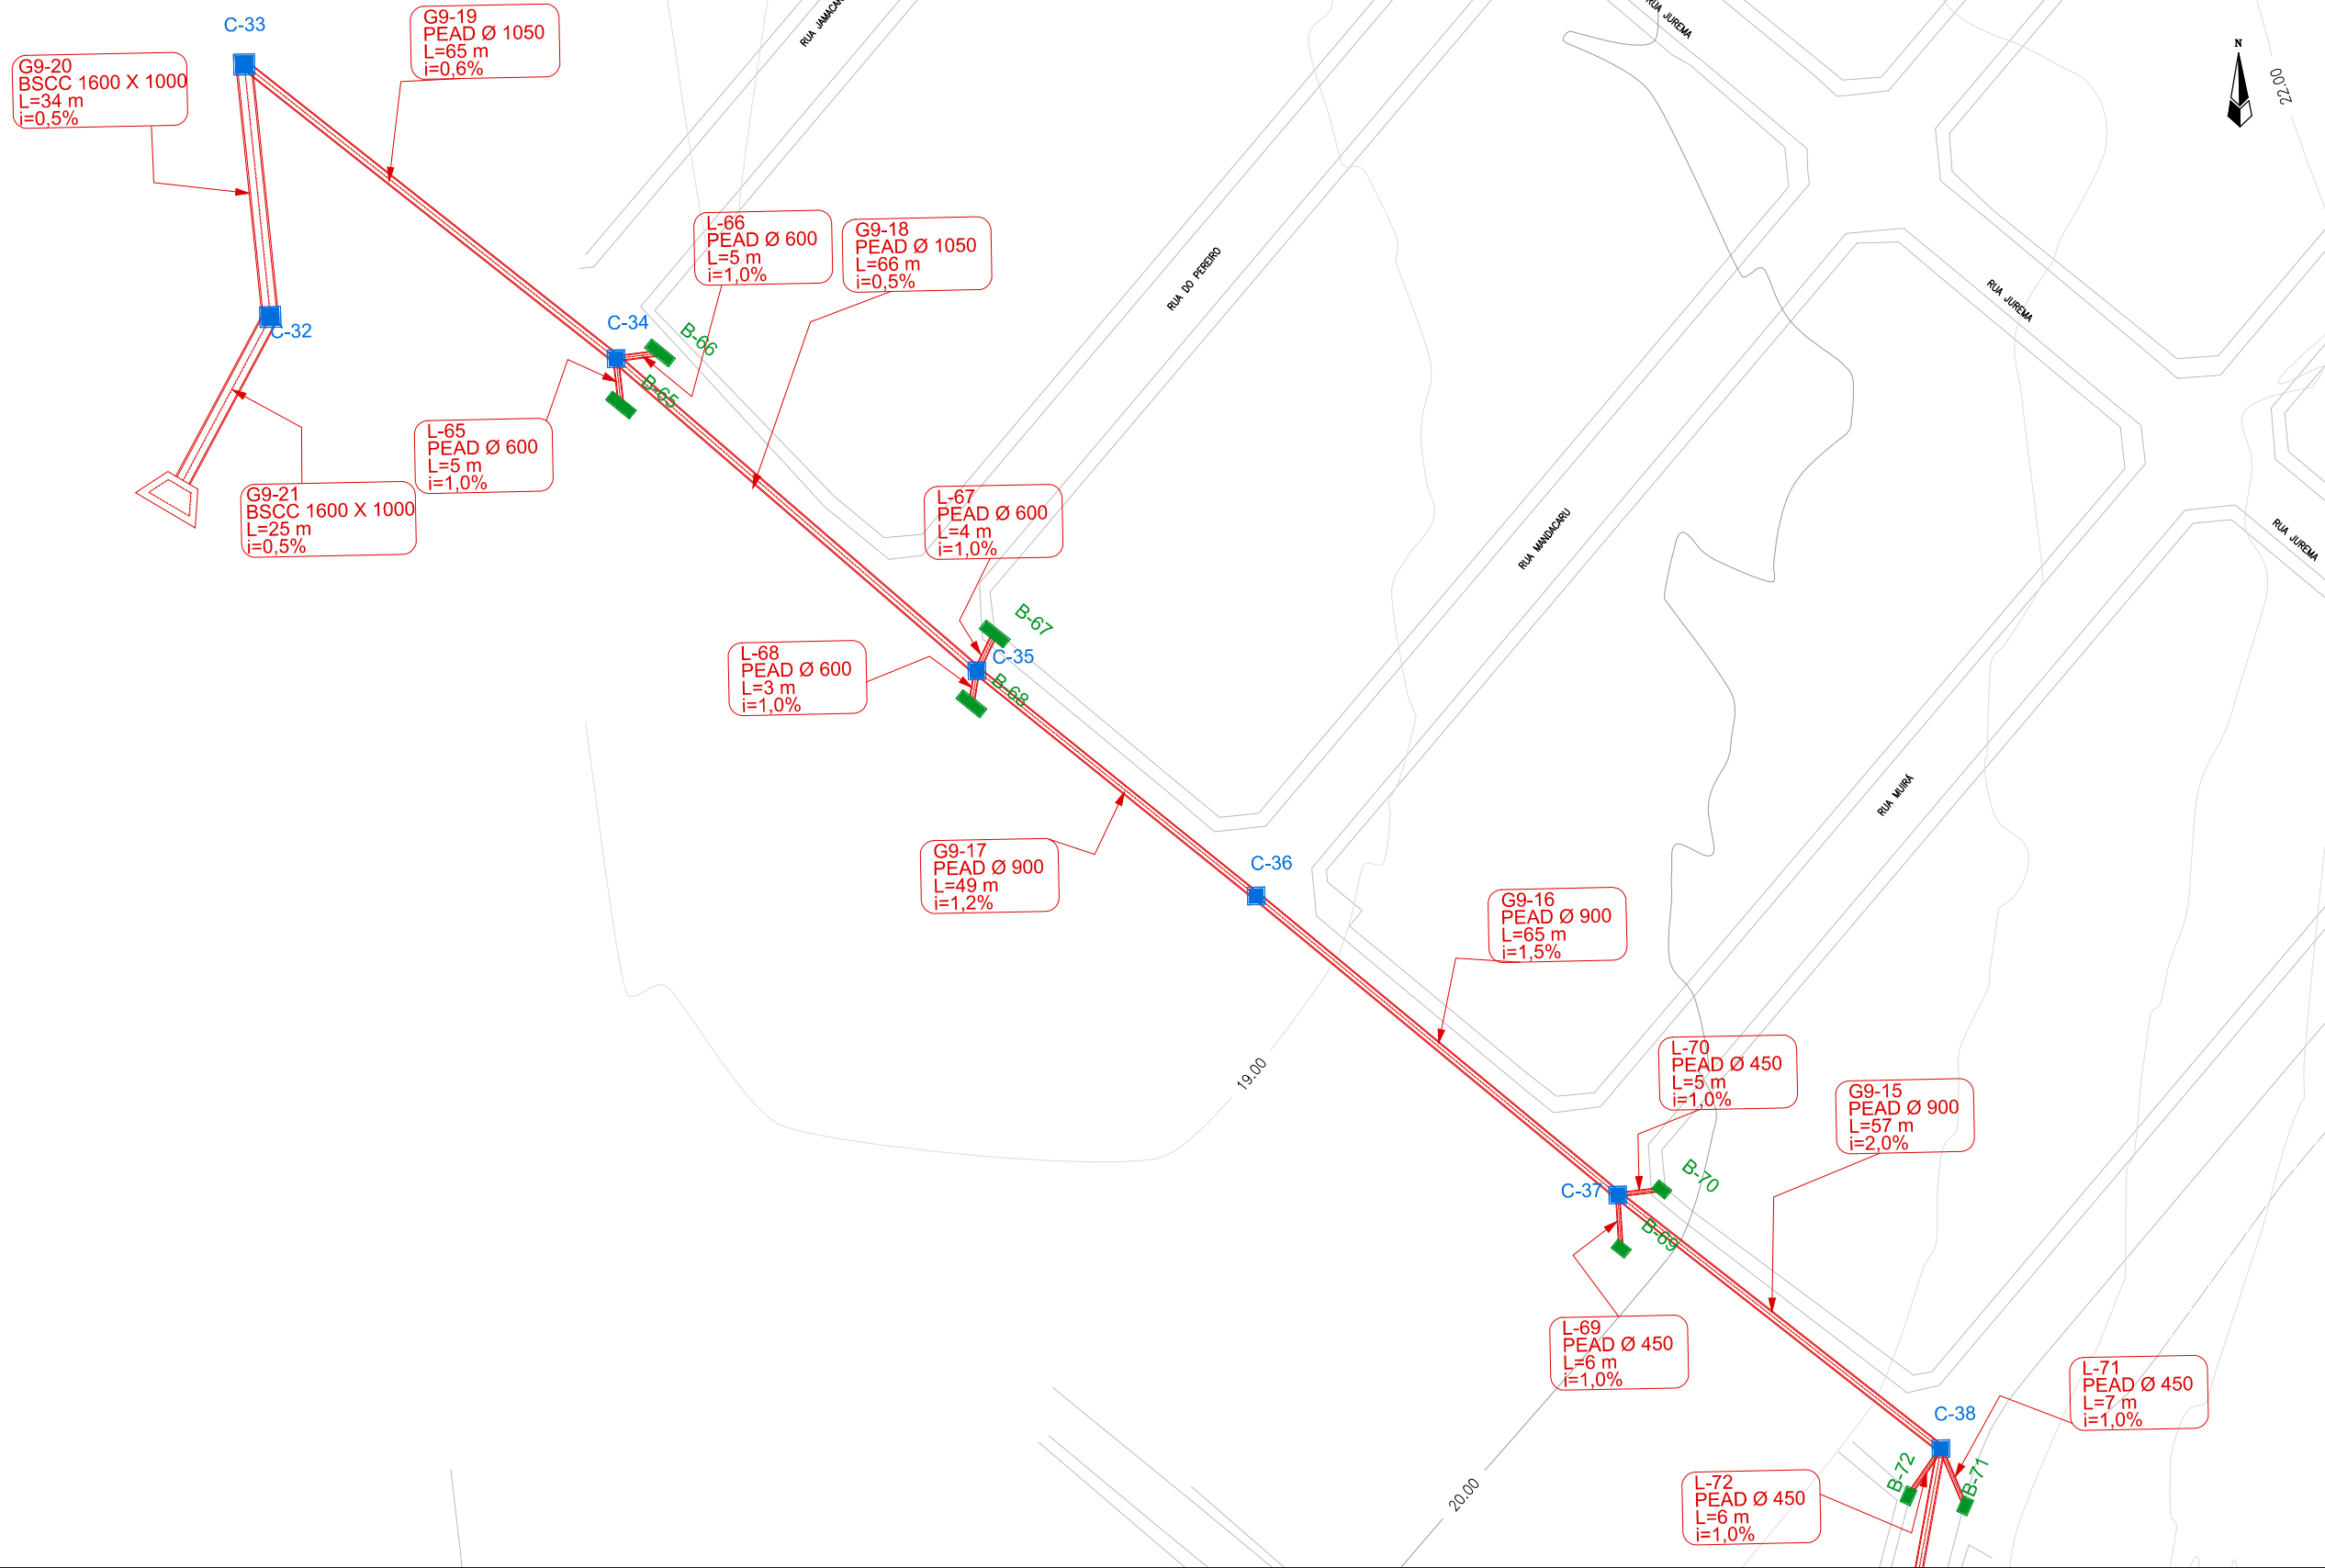 C-33
G9-19
PEAD Ø 1050
L=65 m
i=0,6%
G9-20
BSCC 1600 X 1000
L=34 m
i=0,5%
RUA JUREMA
N
22.00
L-66
PEAD Ø 600
L=5 m
i=1,0%
G9-18
PEAD Ø 1050
L=66 m
i=0,5%
RUA DO PEREIRO
RUA JUREMA
C-32
C-34
B-66
B-65
L-65
PEAD Ø 600
L=5 m
i=1,0%
G9-21
BSCC 1600 X 1000
L=25 m
i=0,5%
L-67
PEAD Ø 600
L=4 m
i=1,0%
RUA MANDACARU
RUA JUREMA
B-67
C-35
B-68
L-68
PEAD Ø 600
L=3 m
i=1,0%
RUA MUIRÁ
G9-17
PEAD Ø 900
L=49 m
i=1,2%
C-36
G9-16
PEAD Ø 900
L=65 m
i=1,5%
19.00
L-70
PEAD Ø 450
L=5 m
i=1,0%
G9-15
PEAD Ø 900
L=57 m
i=2,0%
C-37
B-70
B-69
L-69
PEAD Ø 450
L=6 m
i=1,0%
L-71
PEAD Ø 450
L=7 m
i=1,0%
C-38
B-72
B-71
20.00
L-72
PEAD Ø 450
L=6 m
i=1,0%